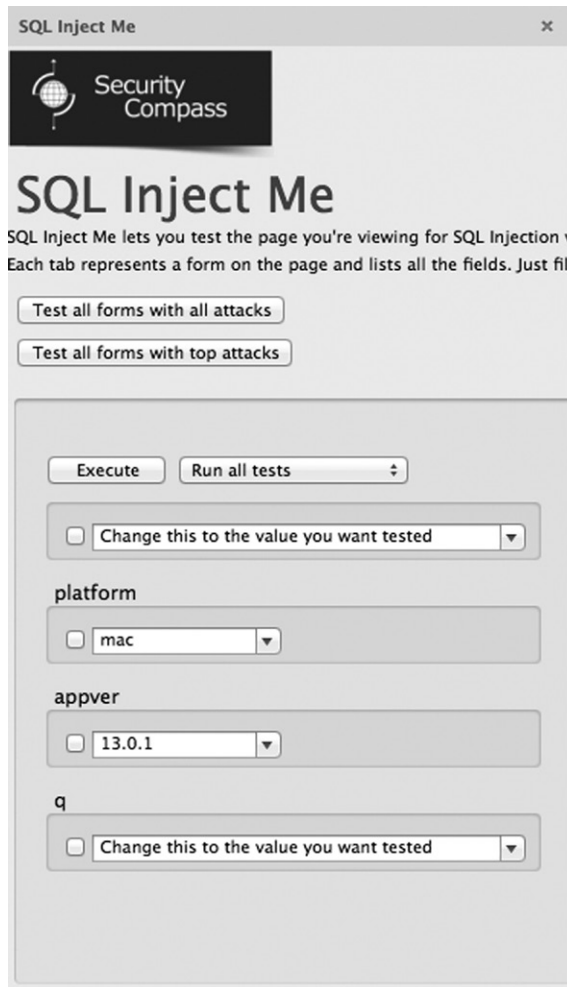 SQL Inject Me
Security
Compass
SQL Inject Me
SQL Inject Me lets you test the page you're viewing for SQL Injection
Each tab represents a form on the page and lists all the fields. Just
Test all forms with all attacks
Test all forms with top attacks
Execute Run all tests
Change this to the value you want tested
platform
mac
appver
13.0.1
q
Change this to the value you want tested